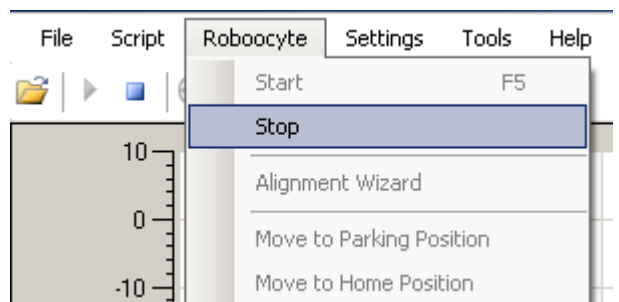 File Script Roboocyte Settings Tools Help
Start F5
Stop
10
Alignment Wizard
0
Move to Parking Position
-10
Move to Home Position